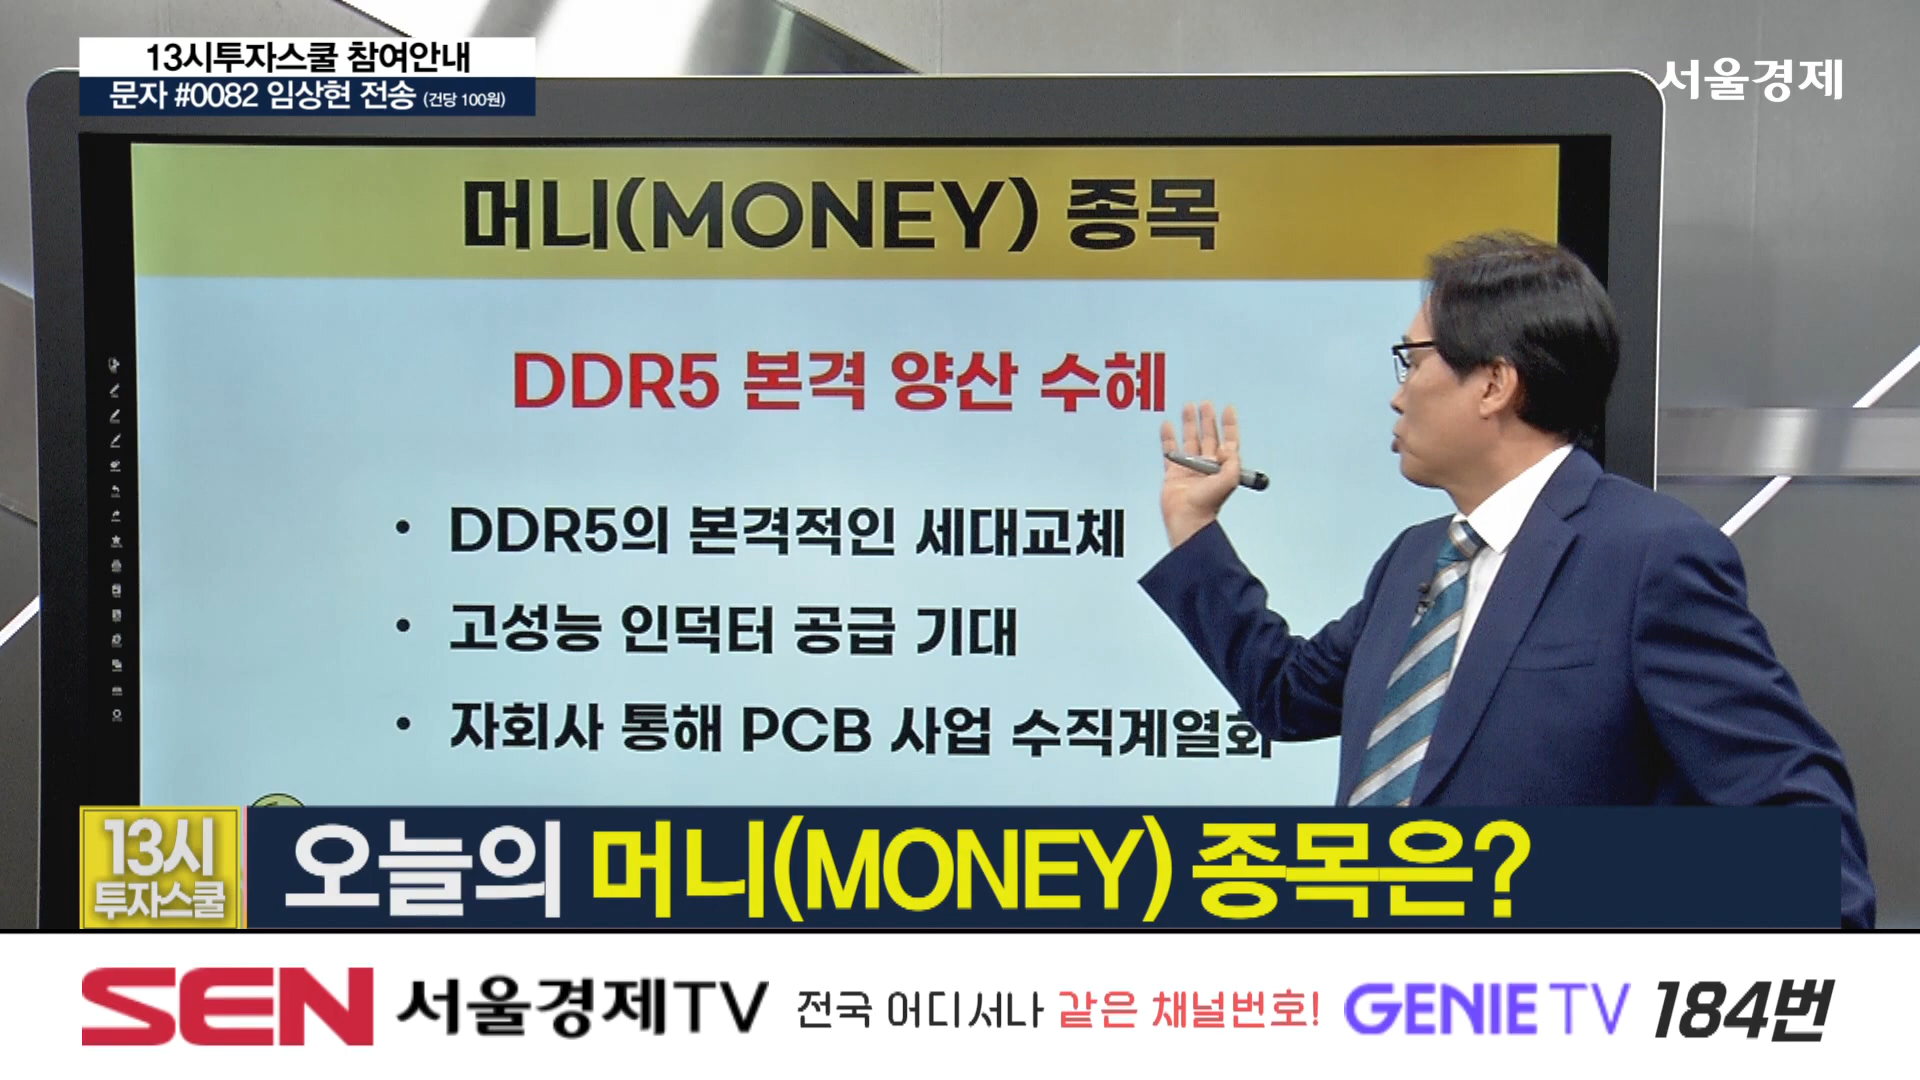 13시투자스쿨 참여안내
문자 #0082 임상현 전송 (건당 100원)
서울경제
머니(MONEY) 종목
DDR5 본격 양산 수혜
• DDR5의 본격적인 세대교체
• 고성능 인덕터 공급 기대
• 자회사 통해 PCB 사업 수직계열화
13시
투자스쿨
오늘의 머니(MONEY) 종목은?
SEN 서울경제TV 전국 어디서나 같은 채널번호! GENIE TV 184번